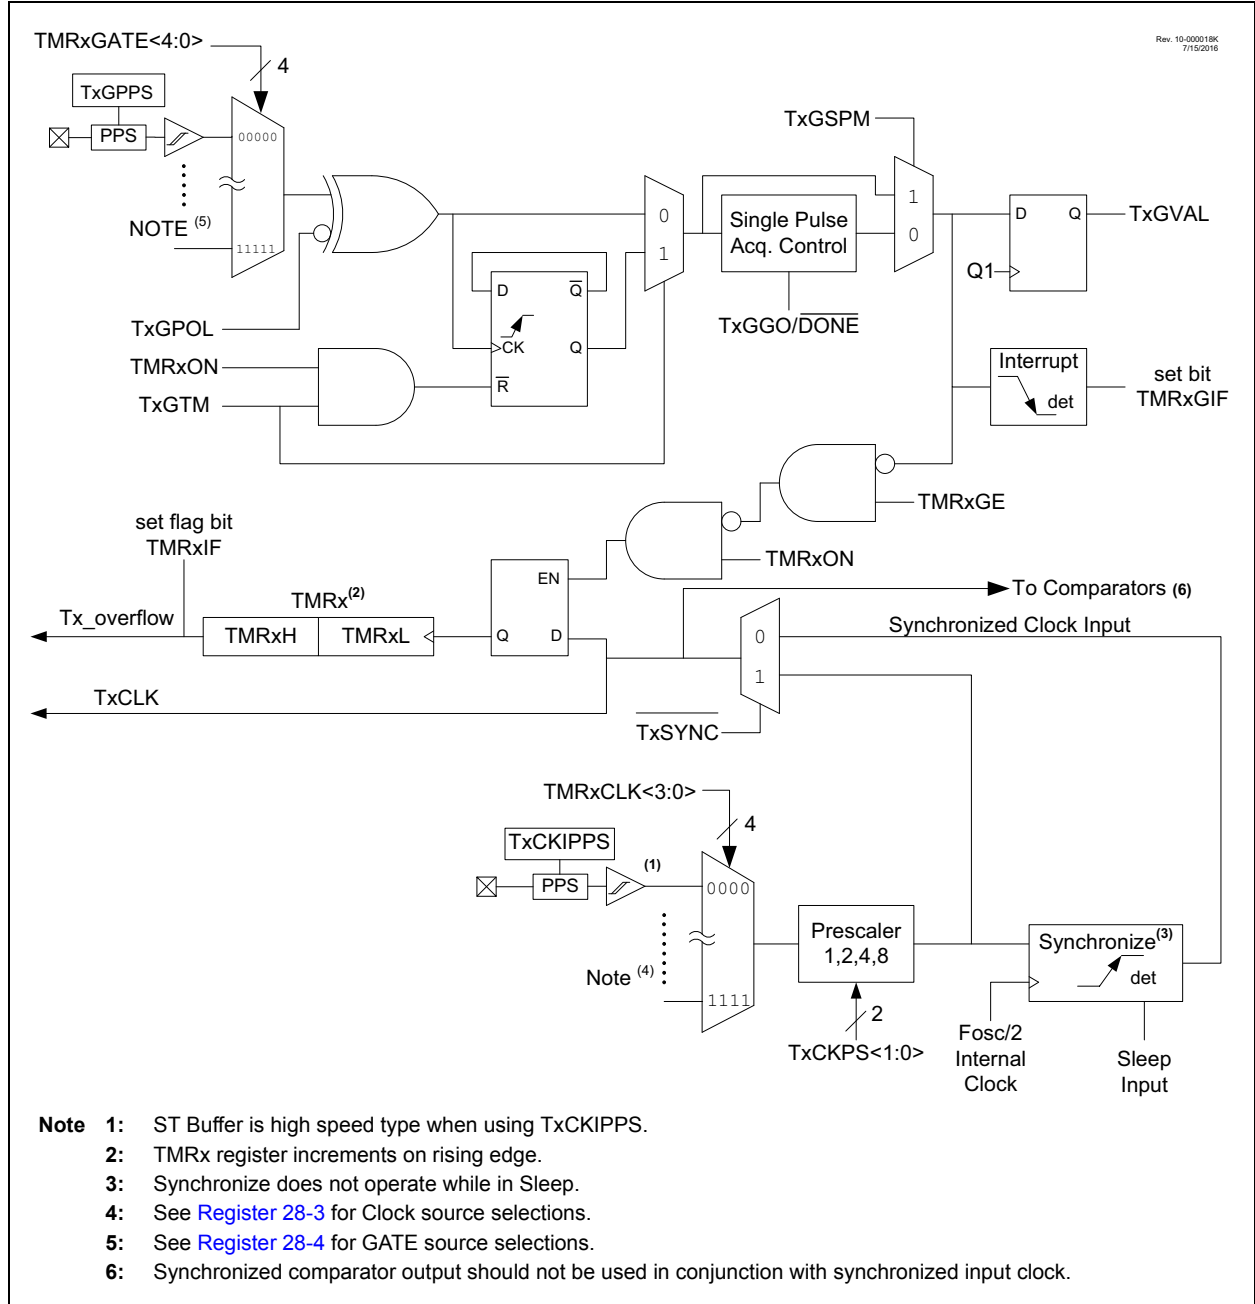 Rev. 10-000018K
7/15/2016
TMRxGATE<4:0>
4
TxGPPS
PPS
00000
NOTE (5)
11111
TxGPOL
TMRxON
TxGTM
D
Q̅
CK
Q
R̅
0
1
TxGSPM
Single Pulse
Acq. Control
TxGGO/D̅O̅N̅E̅
1
0
D
Q
Q1
TxGVAL
Interrupt
det
set bit
TMRxGIF
TMRxGE
TMRxON
set flag bit
TMRxIF
Tx_overflow
TMRx(2)
TMRxH
TMRxL
EN
Q
D
To Comparators (6)
0
1
Synchronized Clock Input
TxCLK
T̅x̅S̅Y̅N̅C̅
TMRxCLK<3:0>
4
TxCKIPPS
PPS
(1)
0000
Note (4)
1111
Prescaler
1,2,4,8
2
TxCKPS<1:0>
Synchronize(3)
det
Fosc/2
Internal
Clock
Sleep
Input
Note 1: ST Buffer is high speed type when using TxCKIPPS.
2: TMRx register increments on rising edge.
3: Synchronize does not operate while in Sleep.
4: See Register 28-3 for Clock source selections.
5: See Register 28-4 for GATE source selections.
6: Synchronized comparator output should not be used in conjunction with synchronized input clock.